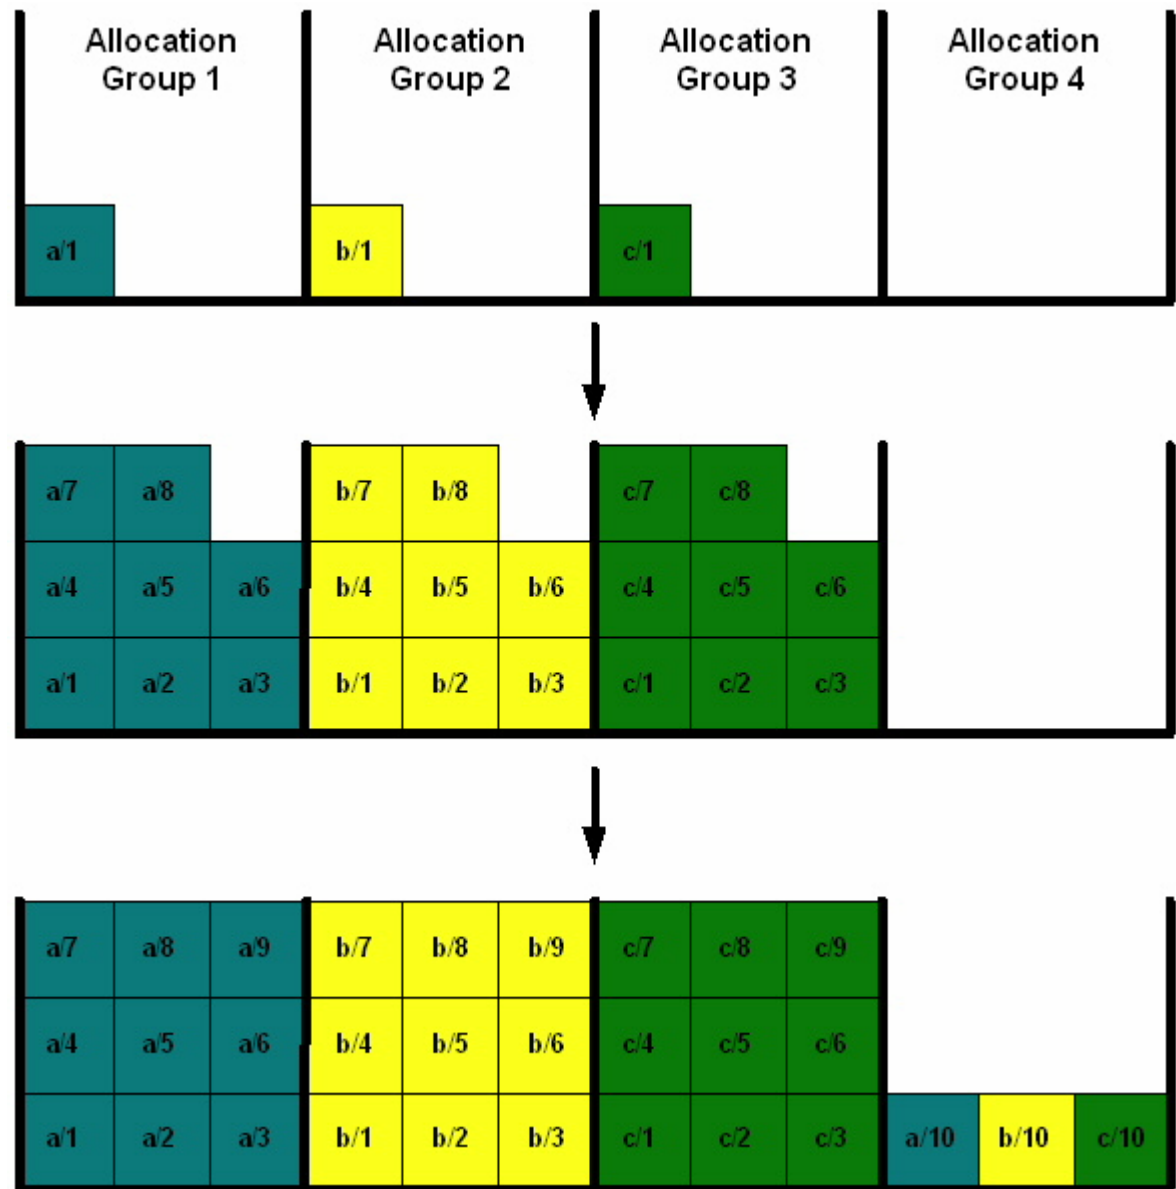 Allocation Group 1
Allocation Group 2
Allocation Group 3
Allocation Group 4
a/1 b/1 c/1
a/7 a/8 b/7 b/8 c/7 c/8
a/4 a/5 a/6 b/4 b/5 b/6 c/4 c/5 c/6
a/1 a/2 a/3 b/1 b/2 b/3 c/1 c/2 c/3
a/7 a/8 a/9 b/7 b/8 b/9 c/7 c/8 c/9
a/4 a/5 a/6 b/4 b/5 b/6 c/4 c/5 c/6
a/1 a/2 a/3 b/1 b/2 b/3 c/1 c/2 c/3 a/10 b/10 c/10